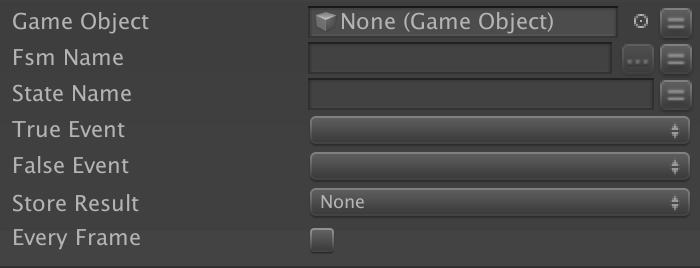 Game Object None (Game Object)
Fsm Name
State Name
True Event
False Event
Store Result None
Every Frame